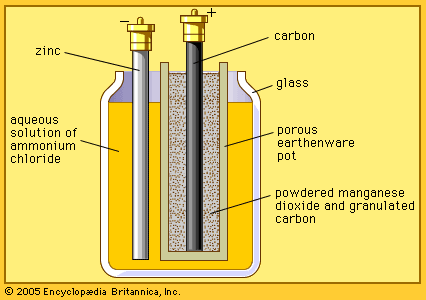 −
+
zinc
carbon
glass
aqueous
solution of
ammonium
chloride
porous
earthenware
pot
powdered manganese
dioxide and granulated
carbon
© 2005 Encyclopædia Britannica, Inc.